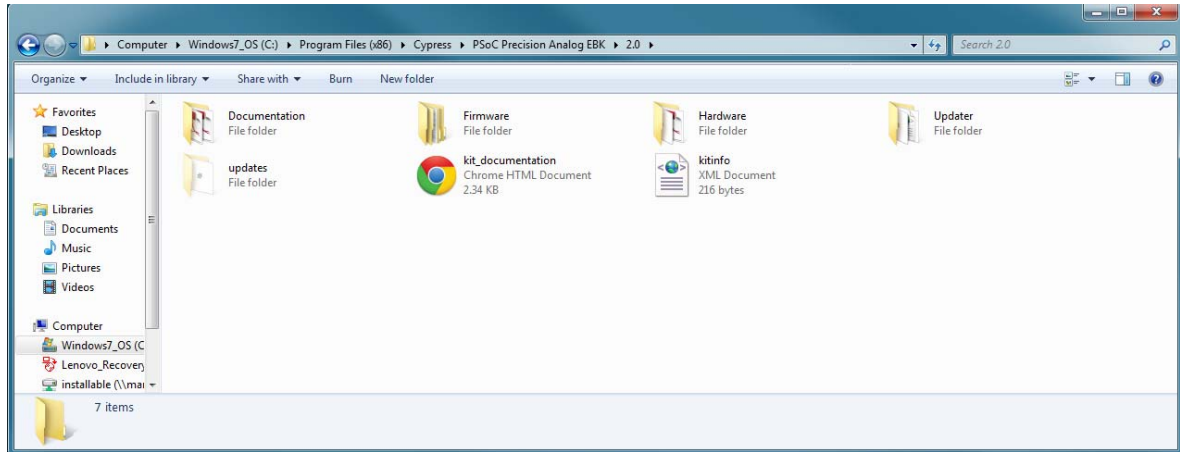 Computer ▸ Windows7_OS (C:) ▸ Program Files (x86) ▸ Cypress ▸ PSoC Precision Analog EBK ▸ 2.0 ▸
Search 2.0
Organize ▾ Include in library ▾ Share with ▾ Burn New folder
Favorites
Desktop
Downloads
Recent Places
Libraries
Documents
Music
Pictures
Videos
Computer
Windows7_OS (C
Lenovo_Recovery
installable (\\mai
Documentation
File folder
Firmware
File folder
Hardware
File folder
Updater
File folder
updates
File folder
kit_documentation
Chrome HTML Document
2.34 KB
kitinfo
XML Document
216 bytes
7 items